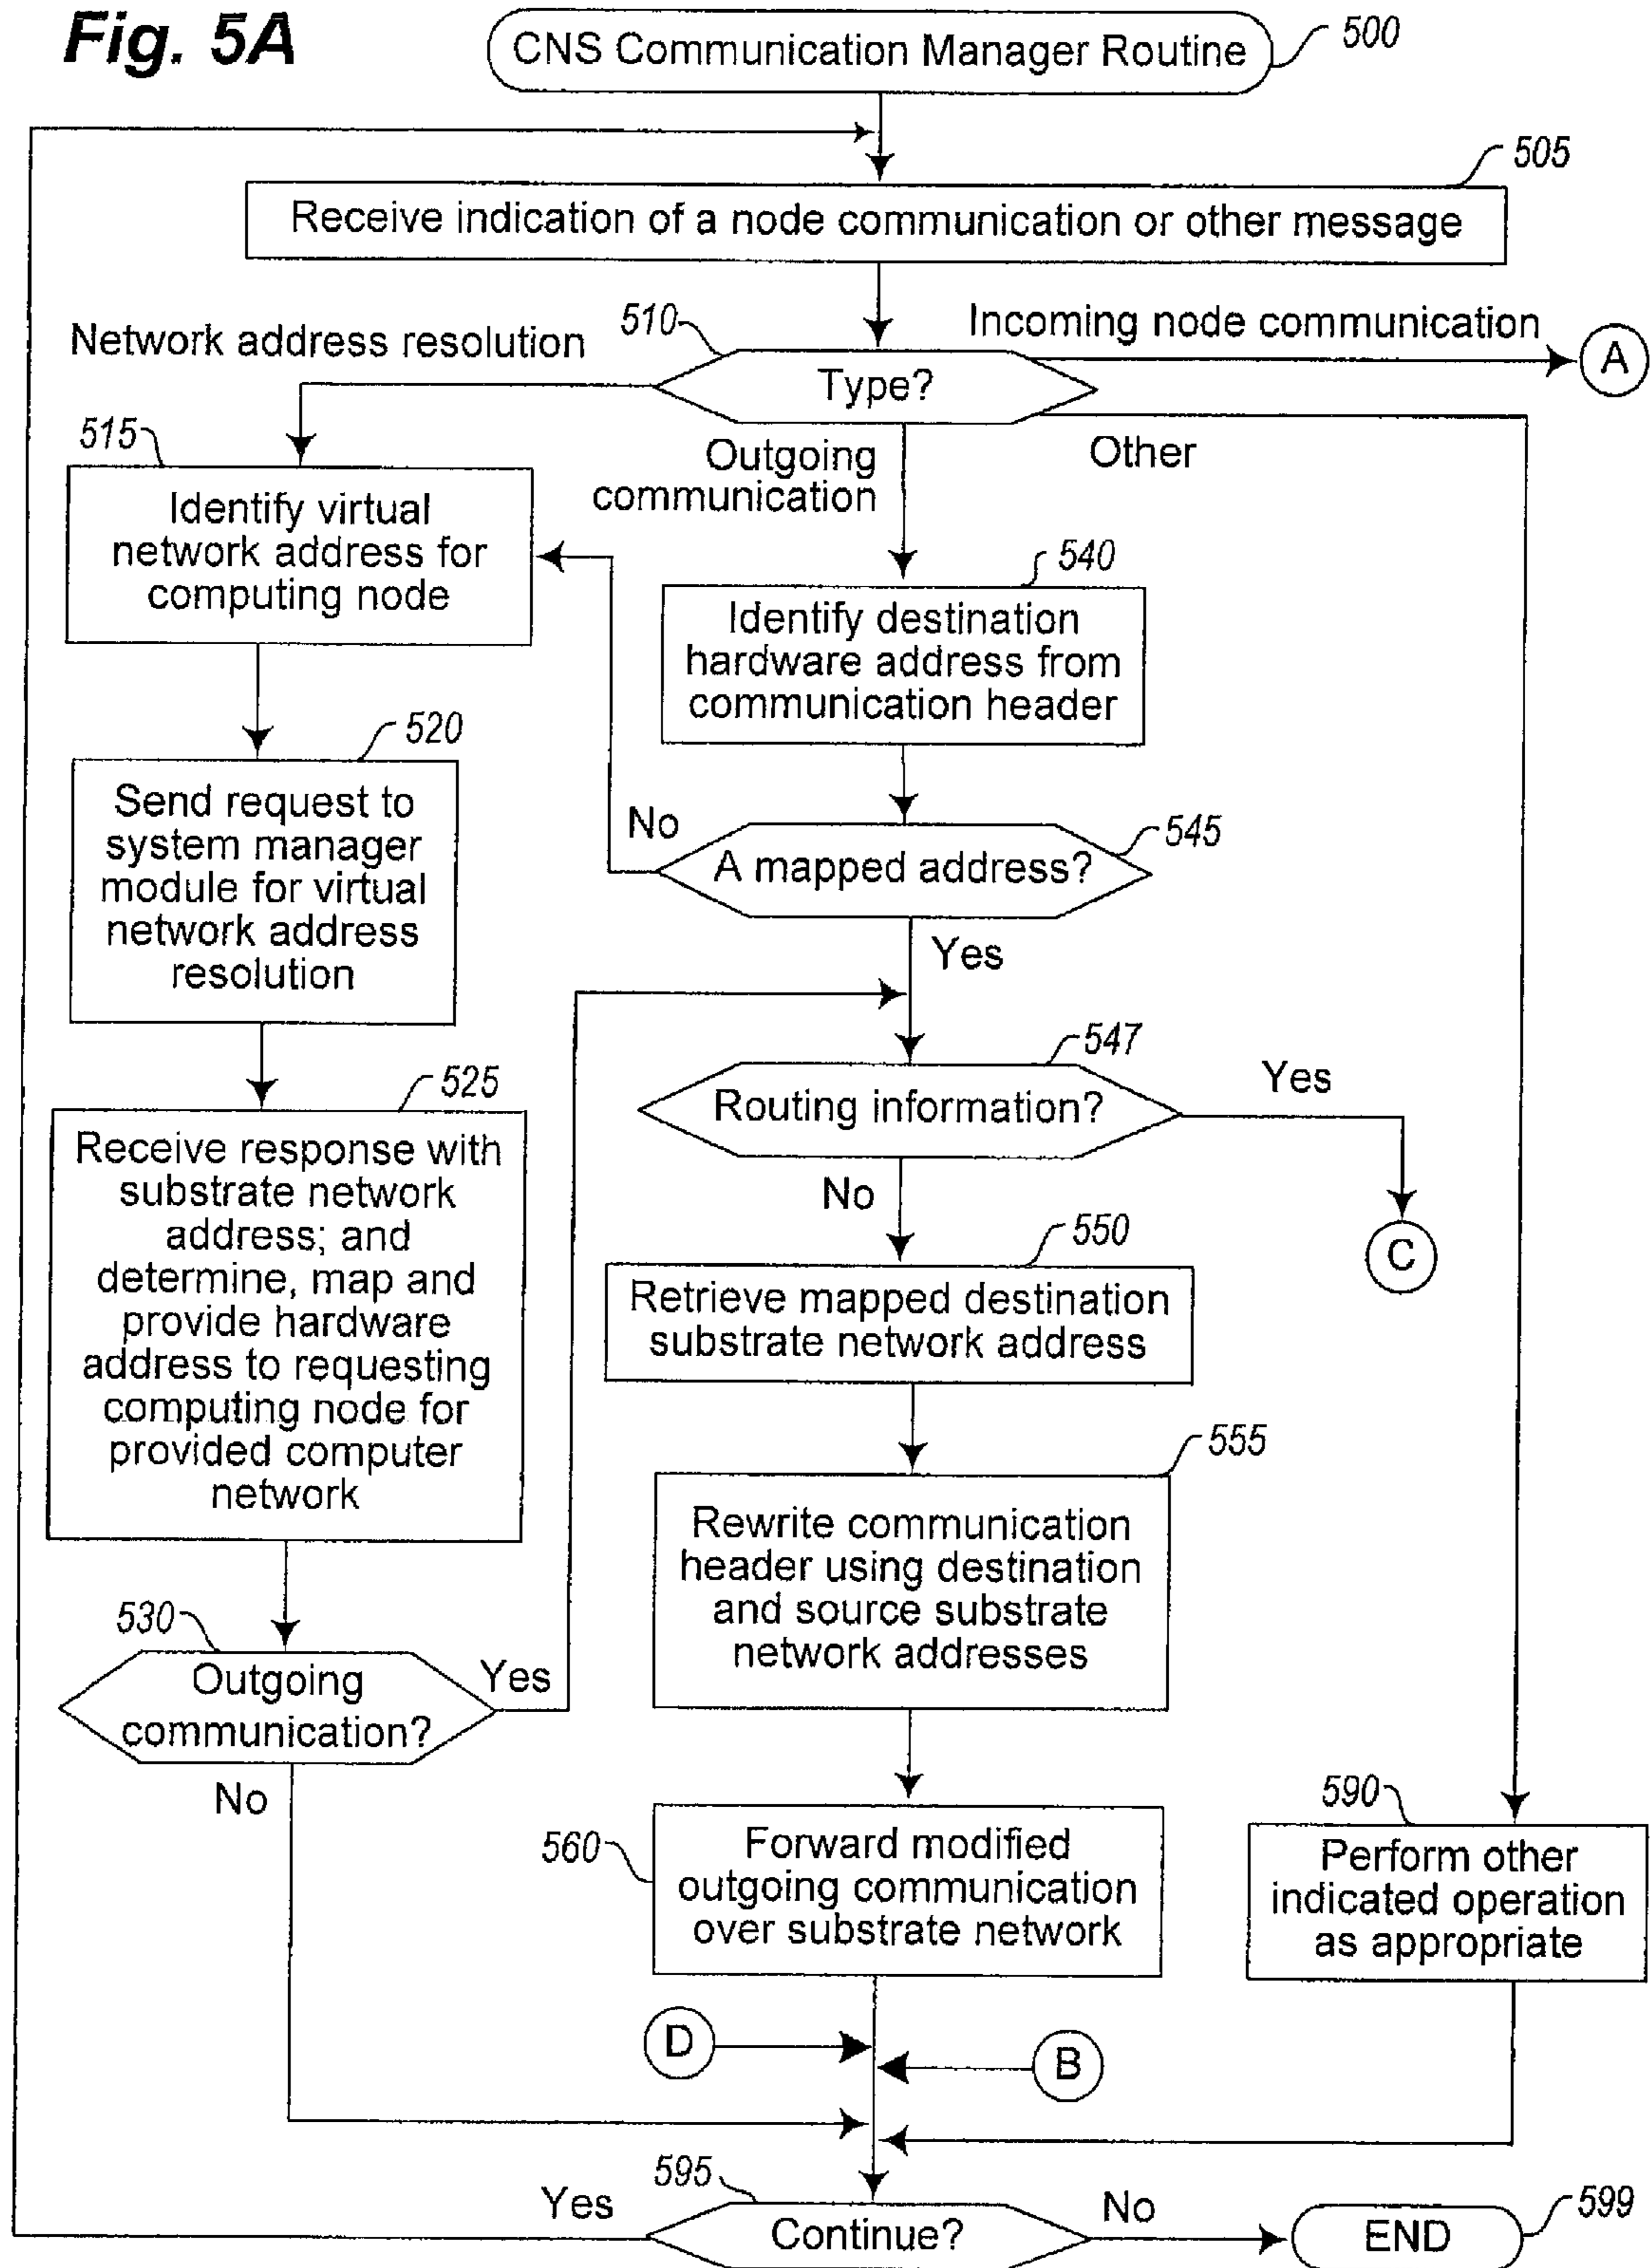 Fig. 5A
CNS Communication Manager Routine
500
505
Receive indication of a node communication or other message
Network address resolution
510
Incoming node communication
A
Type?
515
Outgoing
communication
Other
Identify virtual
network address for
computing node
540
Identify destination
hardware address from
communication header
520
Send request to
system manager
module for virtual
network address
resolution
No
545
A mapped address?
Yes
547
Routing information?
Yes
C
525
Receive response with
substrate network
address; and
determine, map and
provide hardware
address to requesting
computing node for
provided computer
network
No
550
Retrieve mapped destination
substrate network address
555
Rewrite communication
header using destination
and source substrate
network addresses
530
Outgoing
communication?
Yes
No
560
Forward modified
outgoing communication
over substrate network
590
Perform other
indicated operation
as appropriate
D
B
595
Yes
Continue?
No
END
599